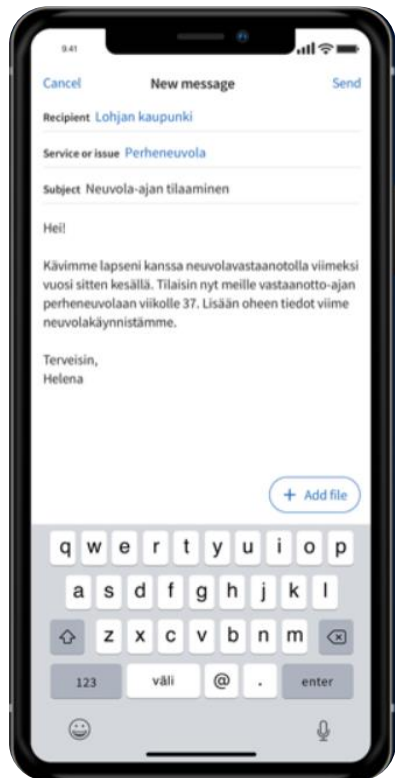 9.41
Cancel New message Send
Recipient Lohjan kaupunki
Service or issue Perheneuvola
Subject Neuvola-ajan tilaaminen
Hei!
Kävimme lapseni kanssa neuvolavastaanotolla viimeksi
vuosi sitten kesällä. Tilaisin nyt meille vastaanotto-ajan
perheneuvolaan viikolle 37. Lisään oheen tiedot viime
neuvolakäynnistämme.
Terveisin,
Helena
+ Add file
q w e r t y u i o p
a s d f g h j k l
z x c v b n m
123 väli @ . enter